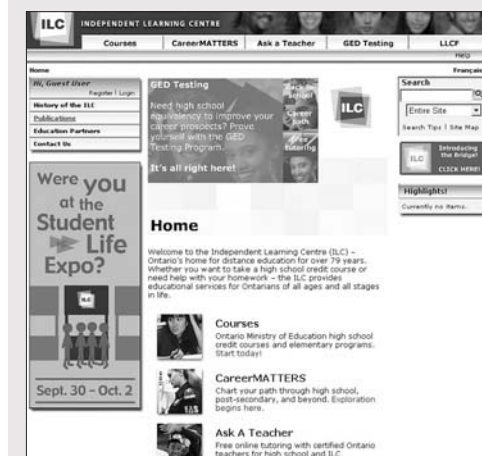 ILC INDEPENDENT LEARNING CENTRE
Courses CareerMATTERS Ask a Teacher GED Testing LLCF
Help
Home Français
Hi, Guest User
Register | Login
History of the ILC
Publications
Education Partners
Contact Us
GED Testing
Need high school
equivalency to improve your
career prospects? Prove
yourself with the GED
Testing Program.
It's all right here!
Back to
school
Career
path
Free
tutoring
ILC
Search
Entire Site
Search Tips | Site Map
ILC
Introducing
the Bridge!
CLICK HERE!
Highlights!
Currently no items.
Were you
at the
Student
Life
Expo?
ILC
Sept. 30 - Oct. 2
Home
Welcome to the Independent Learning Centre (ILC) –
Ontario's home for distance education for over 79 years.
Whether you want to take a high school credit course or
need help with your homework – the ILC provides
educational services for Ontarians of all ages and all stages
in life.
Courses
Ontario Ministry of Education high school
credit courses and elementary programs.
Start today!
CareerMATTERS
Chart your path through high school,
post-secondary, and beyond. Exploration
begins here.
Ask A Teacher
Free online tutoring with certified Ontario
teachers for high school and ILC